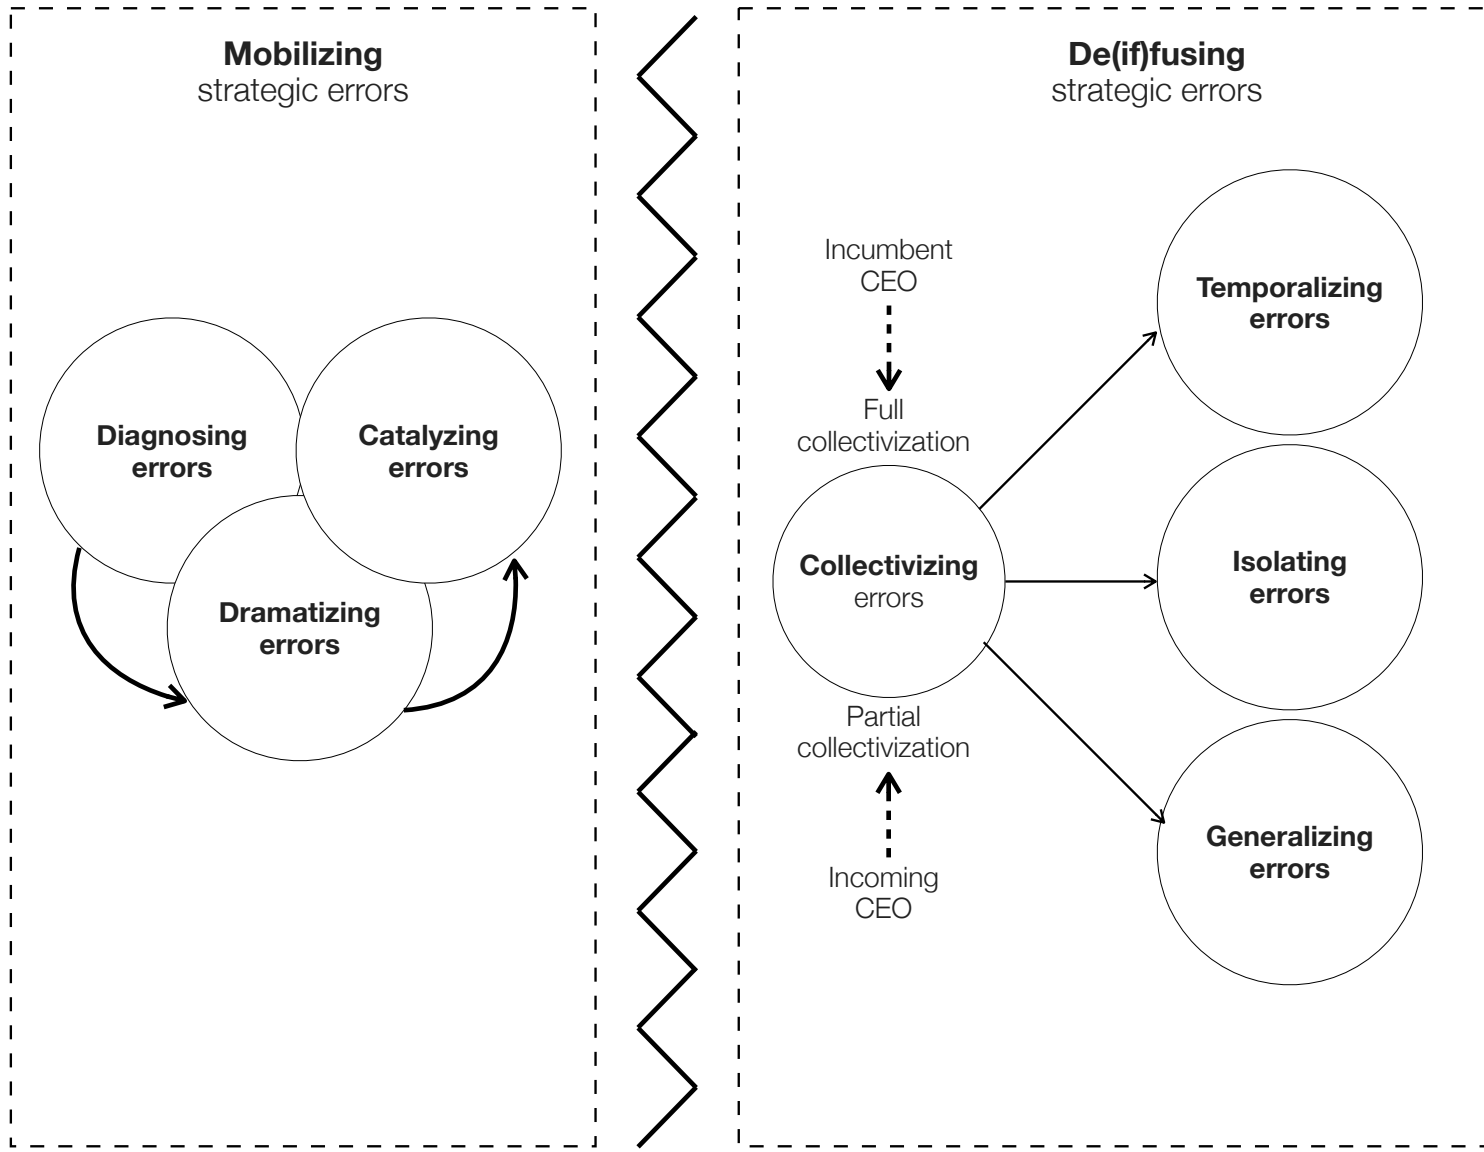 Mobilizing
strategic errors
Diagnosing
errors
Catalyzing
errors
Dramatizing
errors
De(if)fusing
strategic errors
Incumbent
CEO
Full
collectivization
Collectivizing
errors
Partial
collectivization
Incoming
CEO
Temporalizing
errors
Isolating
errors
Generalizing
errors